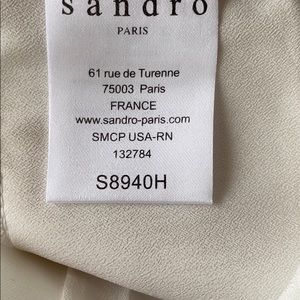 sandro
PARIS
61 rue de Turenne
75003 Paris
FRANCE
www.sandro-paris.com
SMCP USA-RN
132784
S8940H